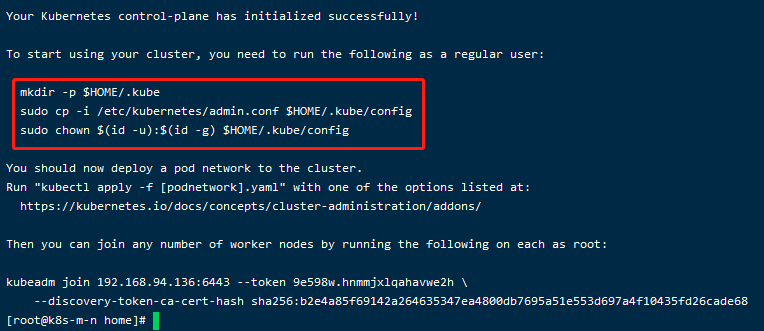 Your Kubernetes control-plane has initialized successfully!
To start using your cluster, you need to run the following as a regular user:
mkdir -p $HOME/.kube
sudo cp -i /etc/kubernetes/admin.conf $HOME/.kube/config
sudo chown $(id -u):$(id -g) $HOME/.kube/config
You should now deploy a pod network to the cluster.
Run "kubectl apply -f [podnetwork].yaml" with one of the options listed at:
https://kubernetes.io/docs/concepts/cluster-administration/addons/
Then you can join any number of worker nodes by running the following on each as root:
kubeadm join 192.168.94.136:6443 --token 9e598w.hnmmjxlqahavwe2h \
--discovery-token-ca-cert-hash sha256:b2e4a85f69142a264635347ea4800db7695a51e553d697a4f10435fd26cade68
[root@k8s-m-n home]#